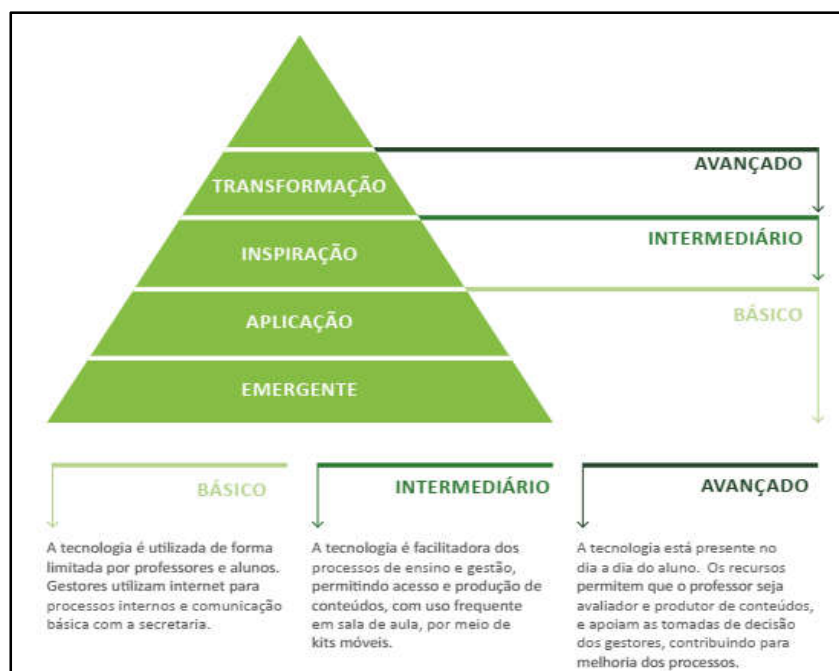 TRANSFORMAÇÃO
AVANÇADO
INSPIRAÇÃO
INTERMEDIÁRIO
APLICAÇÃO
BÁSICO
EMERGENTE
BÁSICO
A tecnologia é utilizada de forma
limitada por professores e alunos.
Gestores utilizam internet para
processos internos e comunicação
básica com a secretaria.
INTERMEDIÁRIO
A tecnologia é facilitadora dos
processos de ensino e gestão,
permitindo acesso e produção de
conteúdos, com uso frequente
em sala de aula, por meio de
kits móveis.
AVANÇADO
A tecnologia está presente no
dia a dia do aluno. Os recursos
permitem que o professor seja
avaliador e produtor de conteúdos,
e apoiam as tomadas de decisão
dos gestores, contribuindo para
melhoria dos processos.